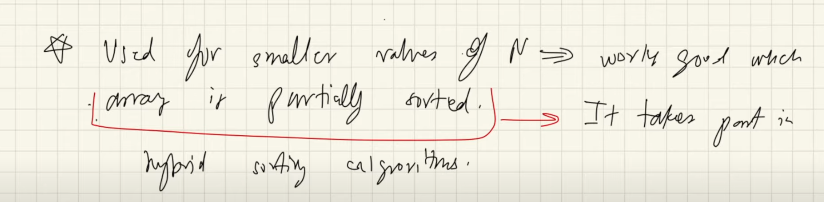 ☆ Used for smaller values of N ⇒ works good when
array is partially sorted. → It takes part in
hybrid sorting algorithms.